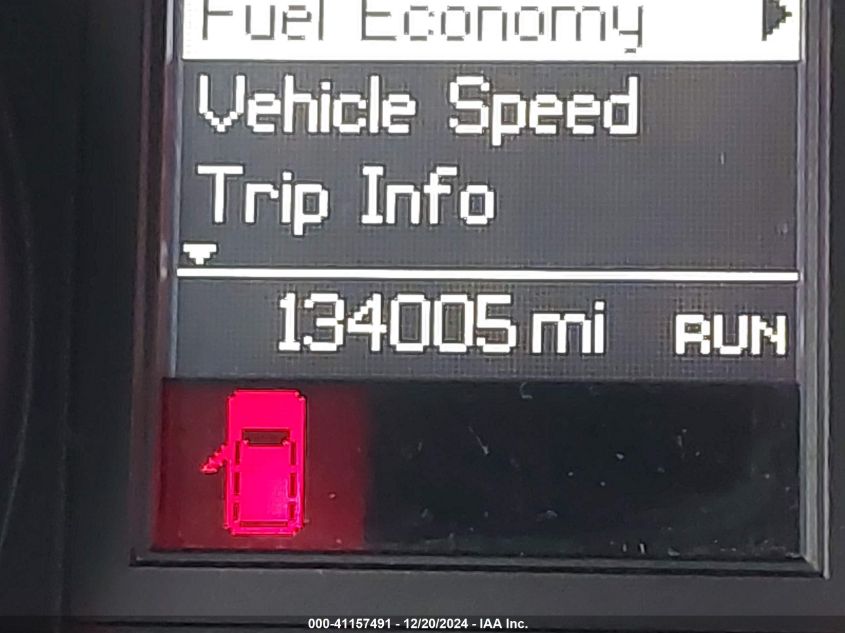 Fuel Economy
Vehicle Speed
Trip Info
134005 mi RUN
000-41157491 - 12/20/2024 - IAA Inc.